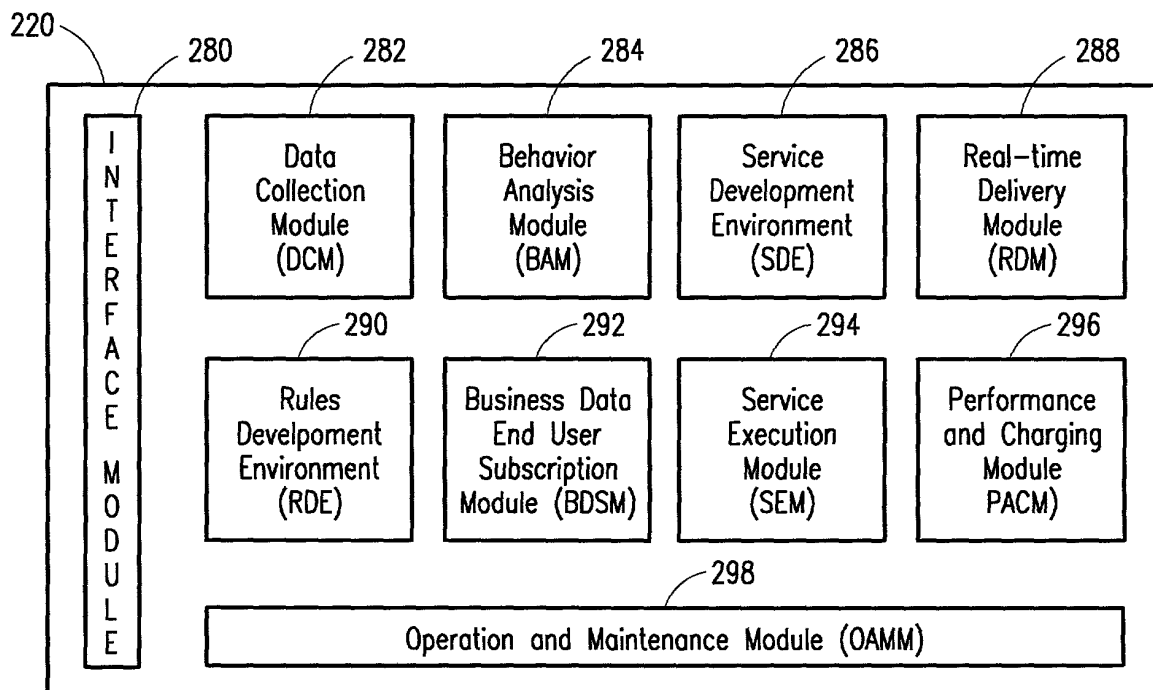 220
280
282
284
286
288
INTERFACE MODULE
Data
Collection
Module
(DCM)
Behavior
Analysis
Module
(BAM)
Service
Development
Environment
(SDE)
Real-time
Delivery
Module
(RDM)
290
292
294
296
Rules
Develpoment
Environment
(RDE)
Business Data
End User
Subscription
Module (BDSM)
Service
Execution
Module
(SEM)
Performance
and Charging
Module
PACM)
298
Operation and Maintenance Module (OAMM)